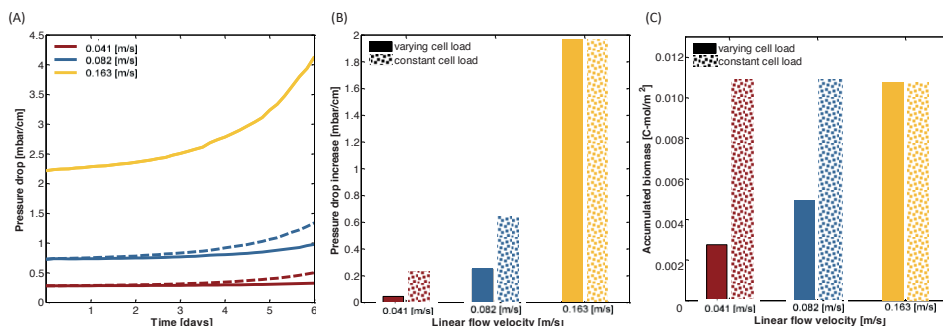 (A)
4.5
4
3.5
3
2.5
2
1.5
1
0.5
0
Pressure drop [mbar/cm]
0.041 [m/s]
0.082 [m/s]
0.163 [m/s]
1
2
3
4
5
6
Time [days]
(B)
2
1.8
1.6
1.4
1.2
1
0.8
0.6
0.4
0.2
0
Pressure drop increase [mbar/cm]
varying cell load
constant cell load
0.041 [m/s]
0.082 [m/s]
0.163 [m/s]
Linear flow velocity [m/s]
(C)
0.012
0.010
0.008
0.006
0.004
0.002
0
Accumulated biomass [C-mol/m²]
varying cell load
constant cell load
0.041 [m/s]
0.082 [m/s]
0.163 [m/s]
Linear flow velocity [m/s]